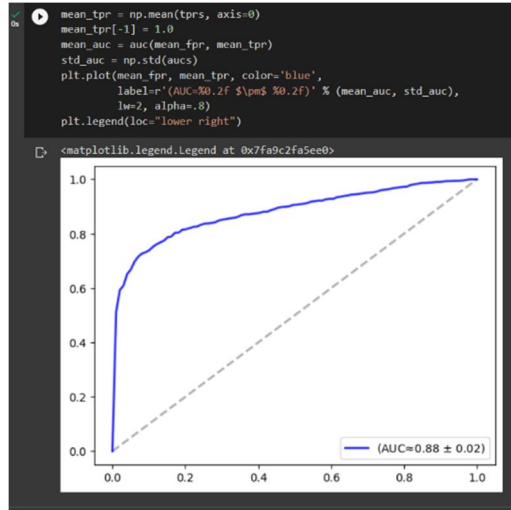 0s
mean_tpr = np.mean(tprs, axis=0)
mean_tpr[-1] = 1.0
mean_auc = auc(mean_fpr, mean_tpr)
std_auc = np.std(aucs)
plt.plot(mean_fpr, mean_tpr, color='blue',
label=r'(AUC=%0.2f $\pm$ %0.2f)' % (mean_auc, std_auc),
lw=2, alpha=.8)
plt.legend(loc="lower right")
<matplotlib.legend.Legend at 0x7fa9c2fa5ee0>
1.0
0.8
0.6
0.4
0.2
0.0
(AUC=0.88 ± 0.02)
0.0 0.2 0.4 0.6 0.8 1.0